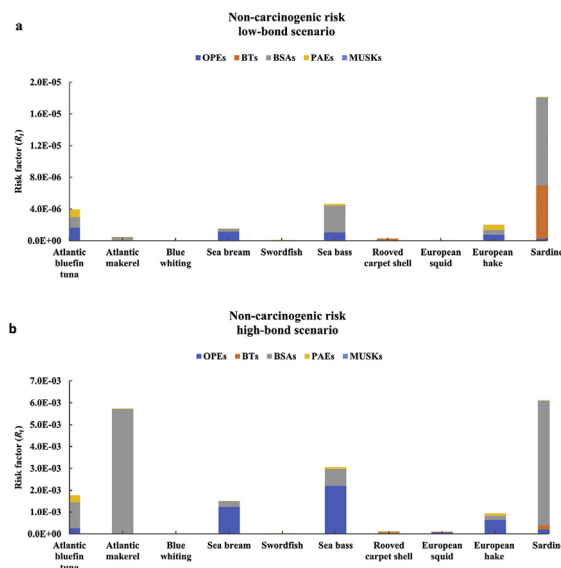 a
Non-carcinogenic risk
low-bond scenario
OPEs BTs BSAs PAEs MUSKs
Risk factor (Rt)
2.0E-05
1.6E-05
1.2E-05
8.0E-06
4.0E-06
0.0E+00
Atlantic bluefin tuna
Atlantic makerel
Blue whiting
Sea bream
Swordfish
Sea bass
Rooved carpet shell
European squid
European hake
Sardine
b
Non-carcinogenic risk
high-bond scenario
OPEs BTs BSAs PAEs MUSKs
Risk factor (Rt)
7.0E-03
6.0E-03
5.0E-03
4.0E-03
3.0E-03
2.0E-03
1.0E-03
0.0E+00
Atlantic bluefin tuna
Atlantic makerel
Blue whiting
Sea bream
Swordfish
Sea bass
Rooved carpet shell
European squid
European hake
Sardine